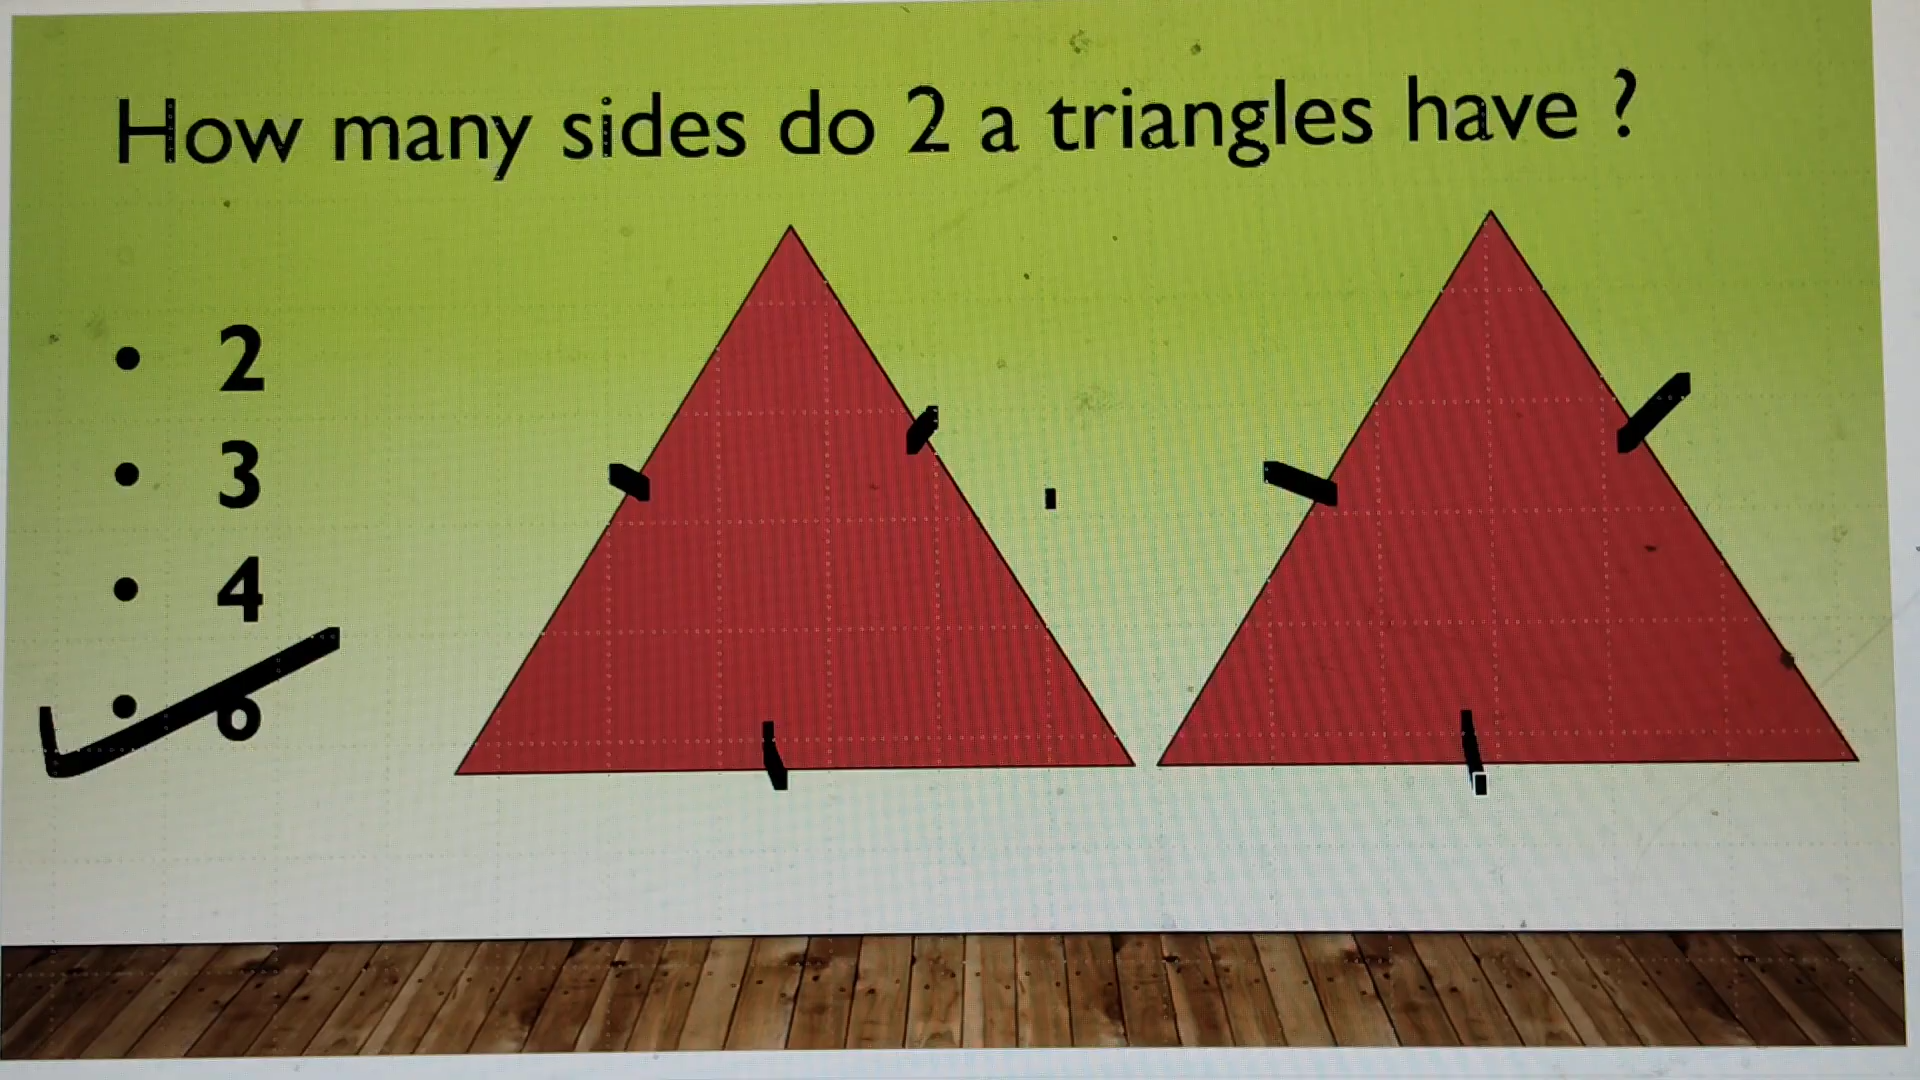 How many sides do 2 a triangles have ?
• 2
• 3
• 4
• 6